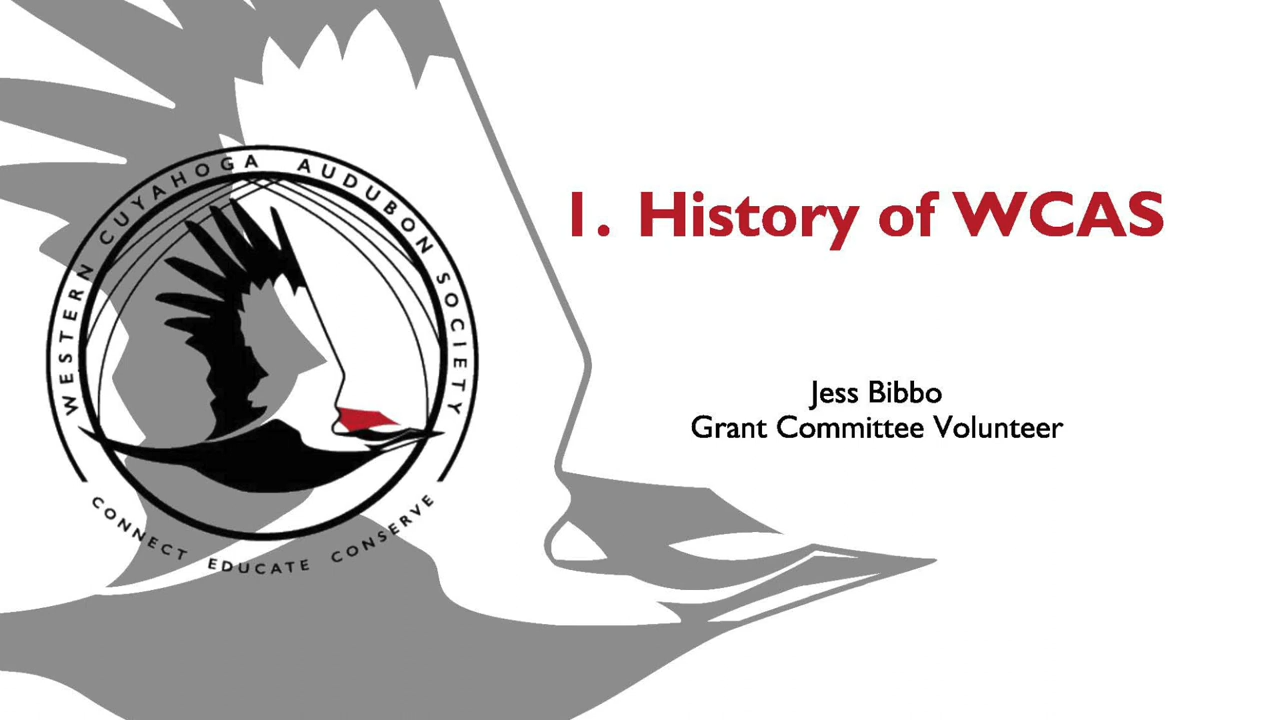 WESTERN CUYAHOGA AUDUBON SOCIETY
CONNECT EDUCATE CONSERVE
1. History of WCAS
Jess Bibbo
Grant Committee Volunteer